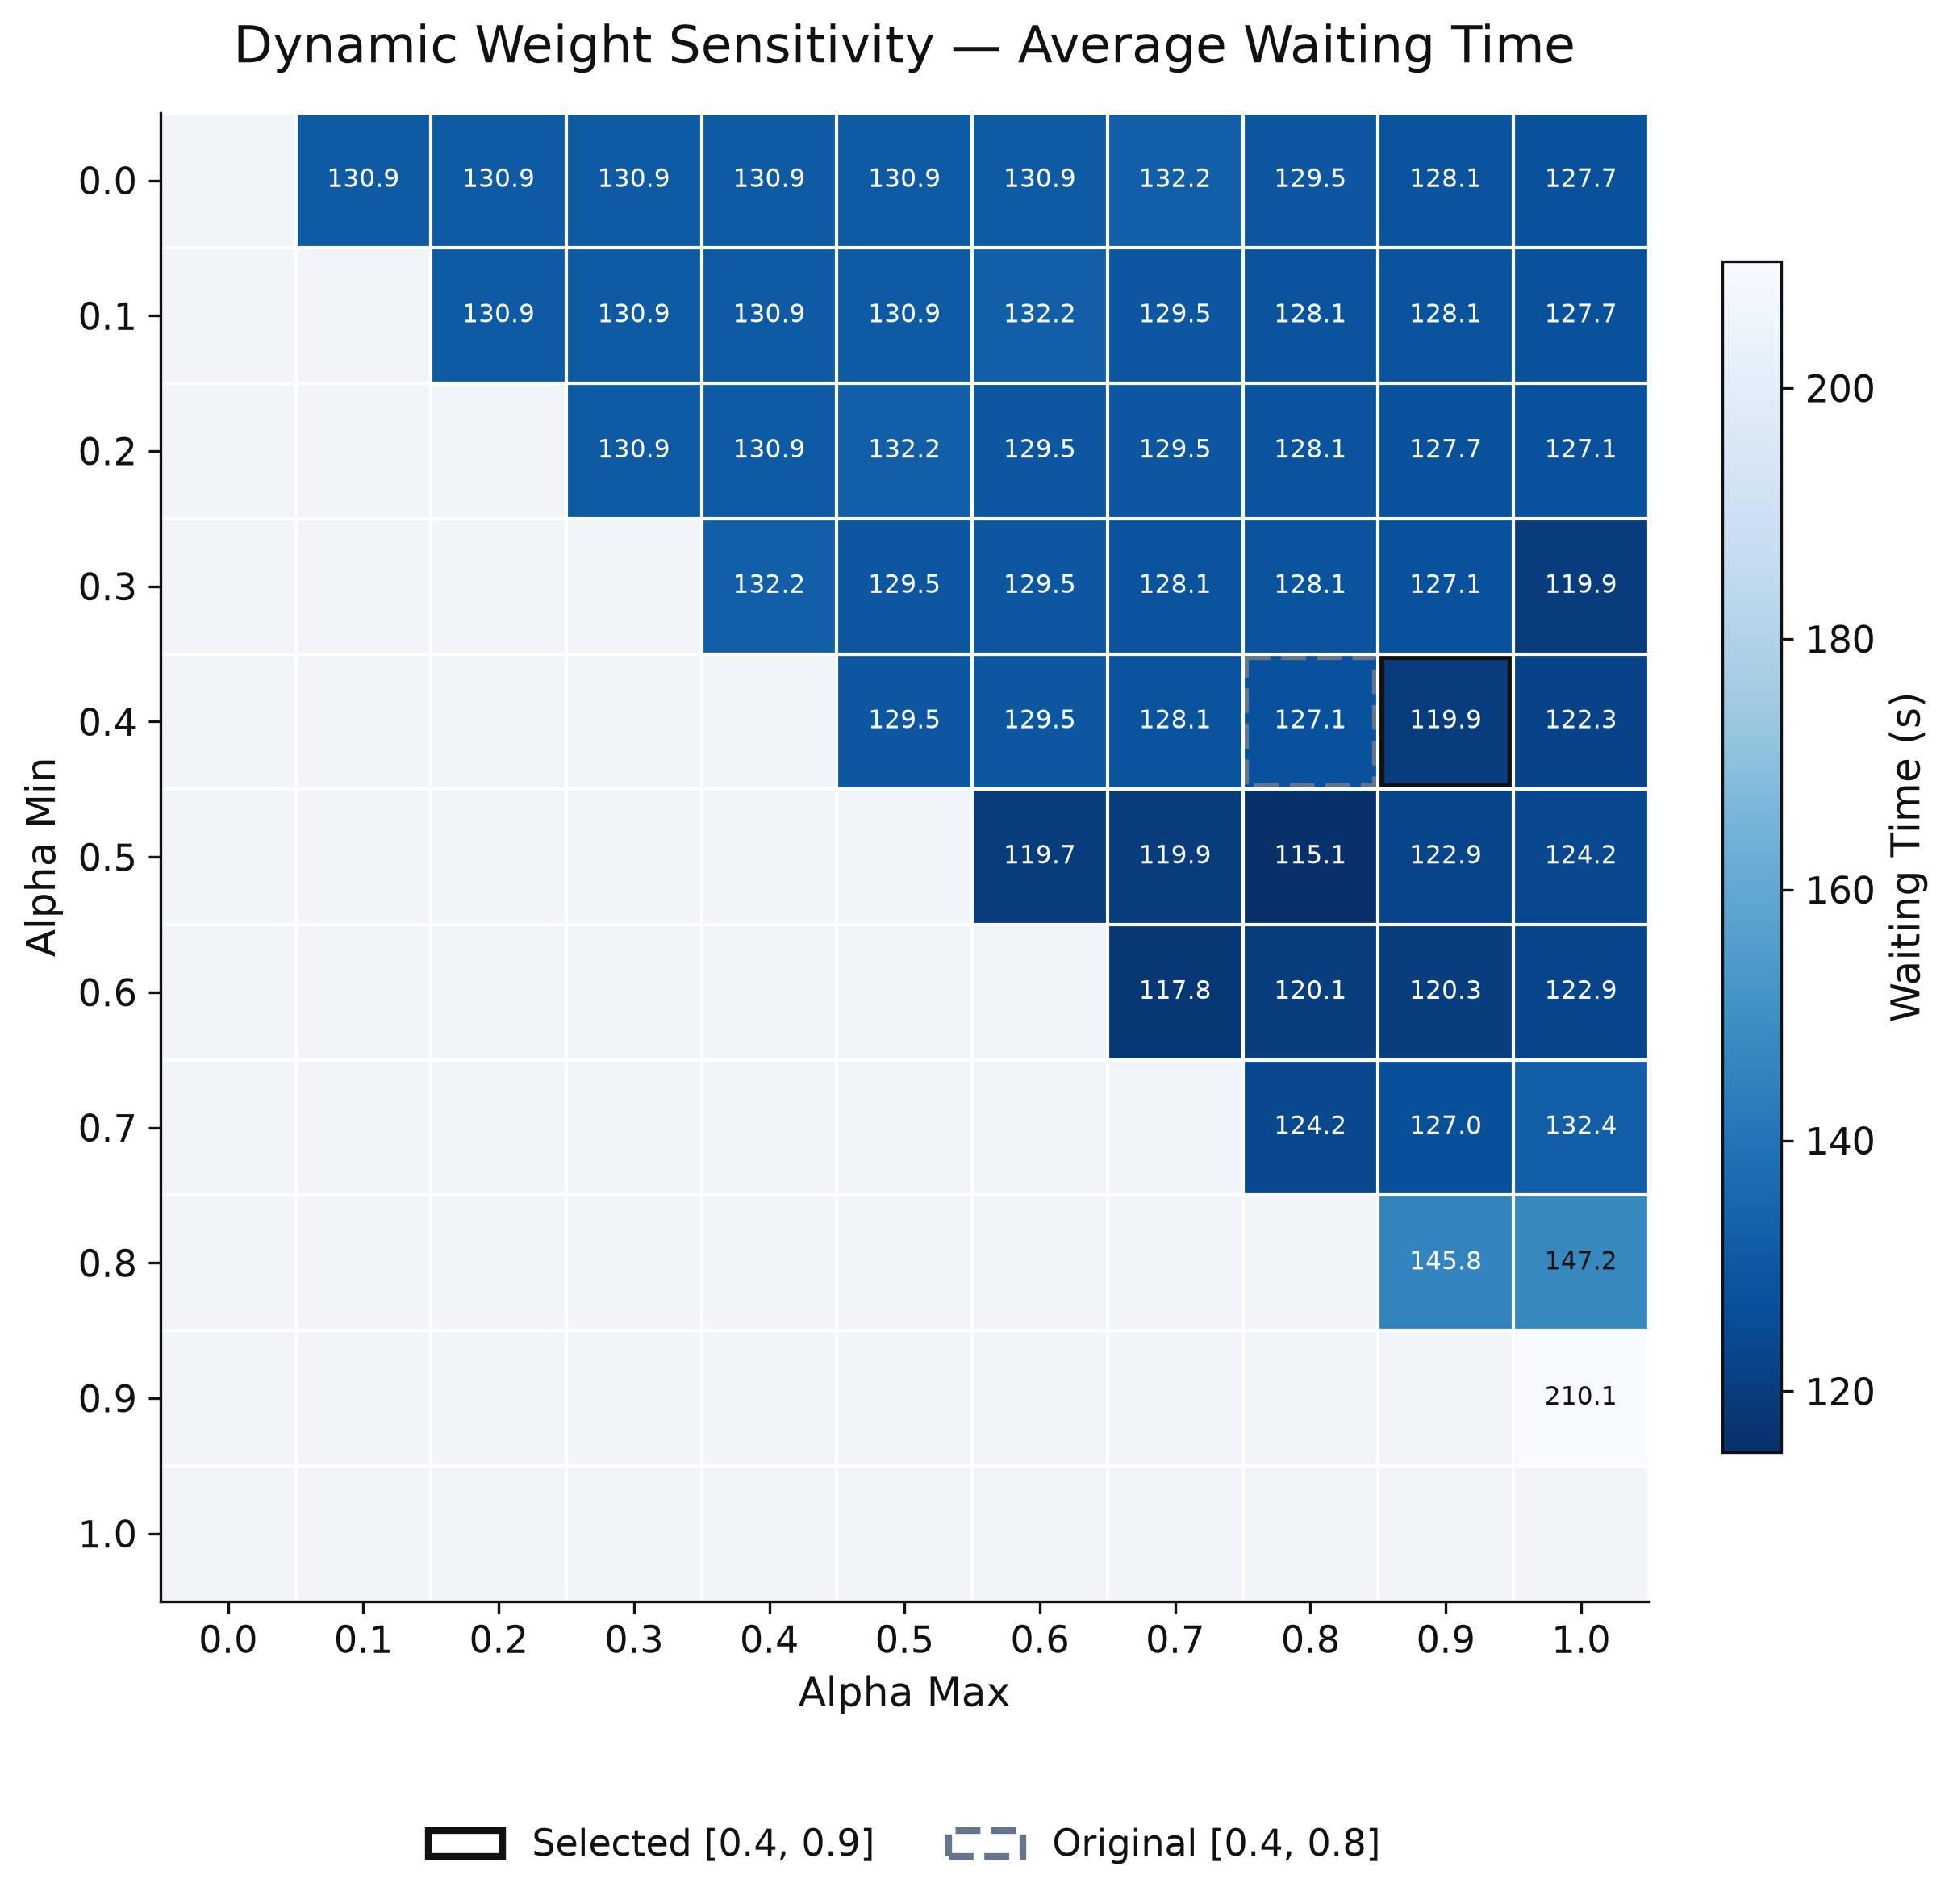 Dynamic Weight Sensitivity — Average Waiting Time
0.0 130.9 130.9 130.9 130.9 130.9 130.9 132.2 129.5 128.1 127.7
0.1 130.9 130.9 130.9 130.9 132.2 129.5 128.1 128.1 127.7
0.2 130.9 130.9 132.2 129.5 129.5 128.1 127.7 127.1
0.3 132.2 129.5 129.5 128.1 128.1 127.1 119.9
0.4 129.5 129.5 128.1 127.1 119.9 122.3
0.5 119.7 119.9 115.1 122.9 124.2
0.6 117.8 120.1 120.3 122.9
0.7 124.2 127.0 132.4
0.8 145.8 147.2
0.9 210.1
1.0
Alpha Min
0.0 0.1 0.2 0.3 0.4 0.5 0.6 0.7 0.8 0.9 1.0
Alpha Max
200
180
160
140
120
Waiting Time (s)
Selected [0.4, 0.9] Original [0.4, 0.8]